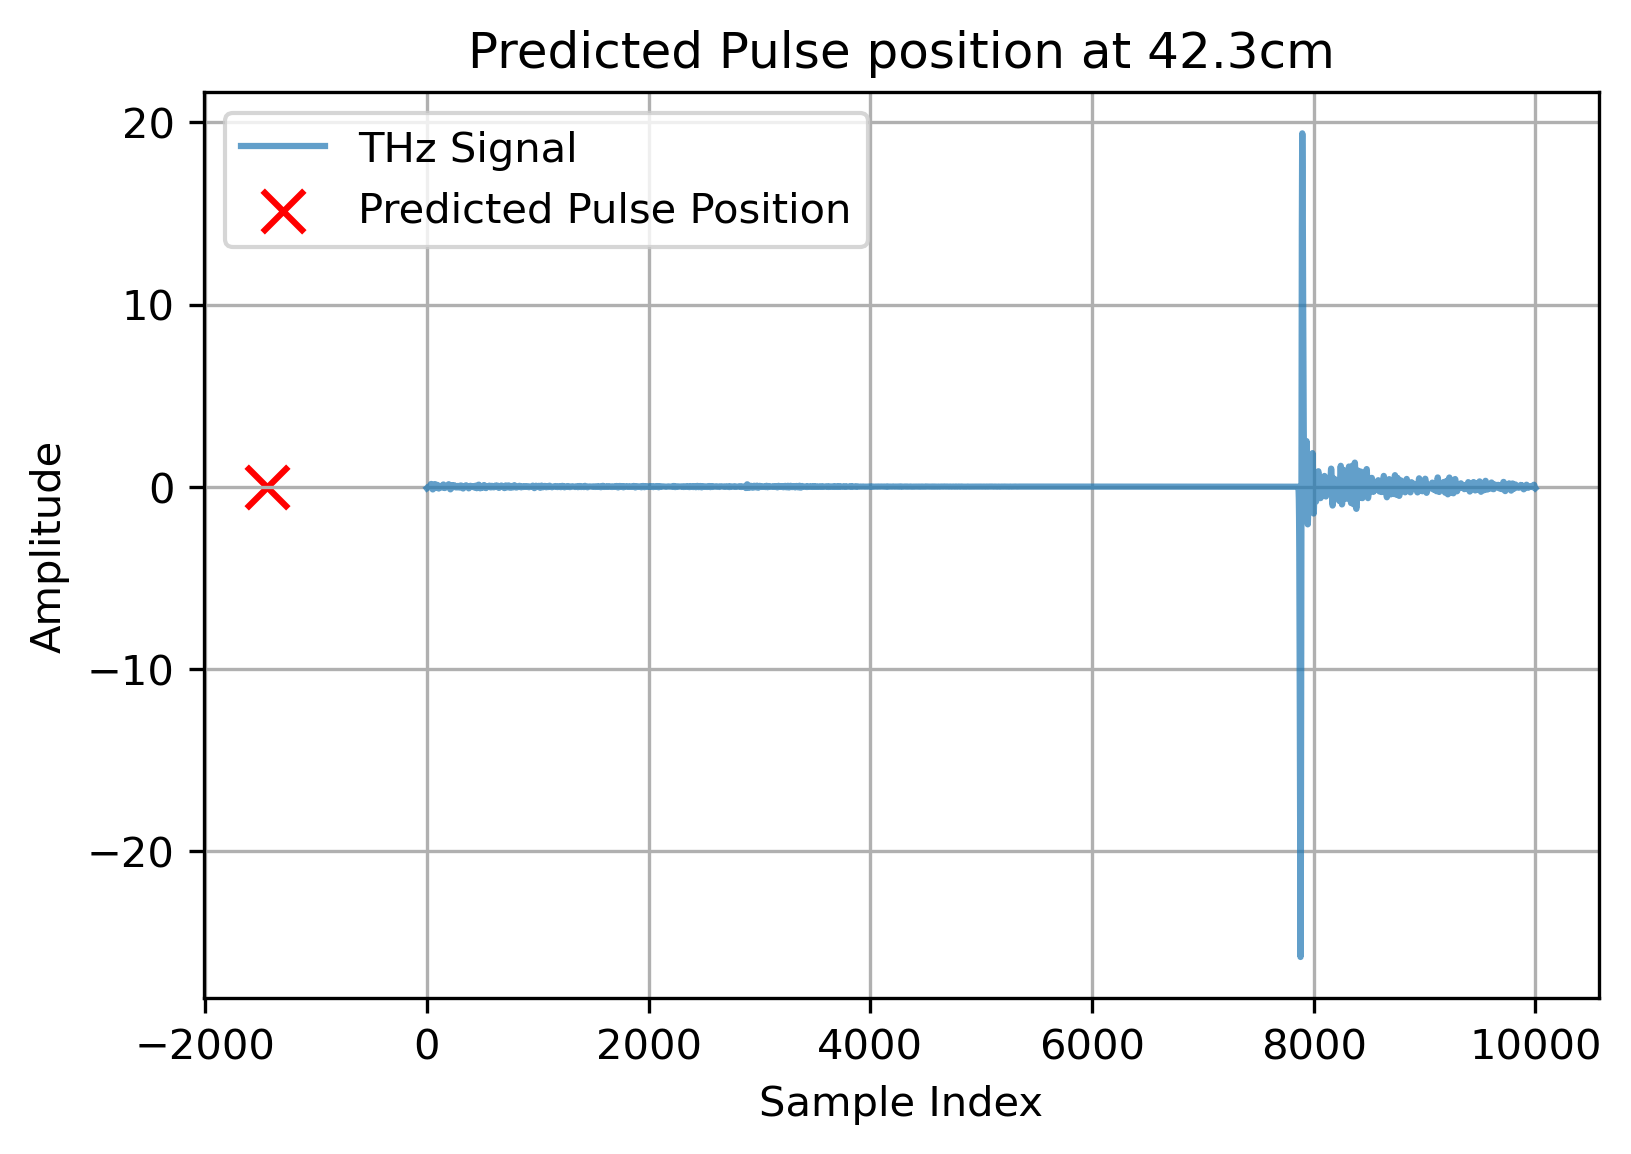 Predicted Pulse position at 42.3cm
THz Signal
Predicted Pulse Position
20
10
0
−10
−20
Amplitude
−2000 0 2000 4000 6000 8000 10000
Sample Index